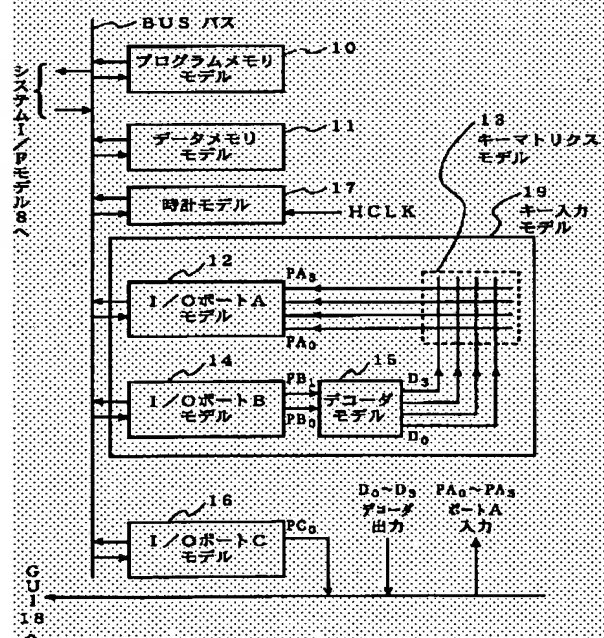 BUS バス
10
プログラムメモリ
モデル
システムI/Fモデル8へ
11
データメモリ
モデル
13
キーマトリクス
モデル
17
時計モデル
HCLK
19
キー入力
モデル
12
I/OポートA
モデル
PA₃
PA₀
14
I/OポートB
モデル
PB₁
PB₀
15
デコーダ
モデル
D₃
D₀
16
I/OポートC
モデル
PC₀
D₀~D₃
デコーダ
出力
PA₀~PA₃
ポートA
入力
GUI18へ